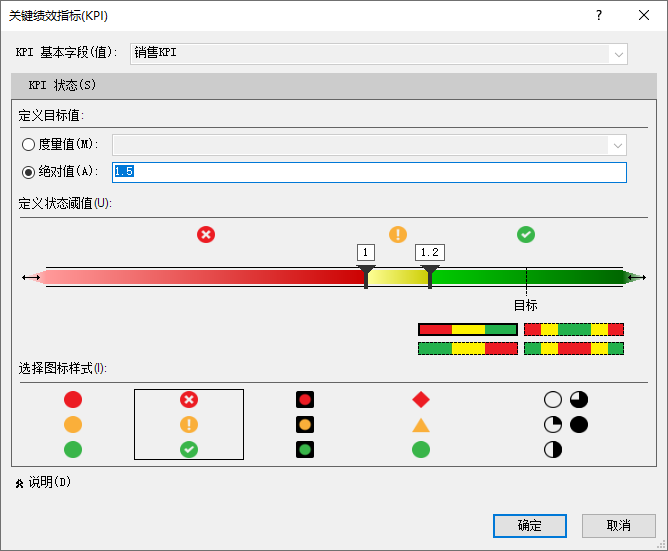 关键绩效指标(KPI)
KPI 基本字段(值): 销售KPI
KPI 状态(S)
定义目标值:
度量值(M):
绝对值(A): 1.5
定义状态阈值(U):
1 1.2
目标
选择图标样式(I):
说明(D)
确定 取消